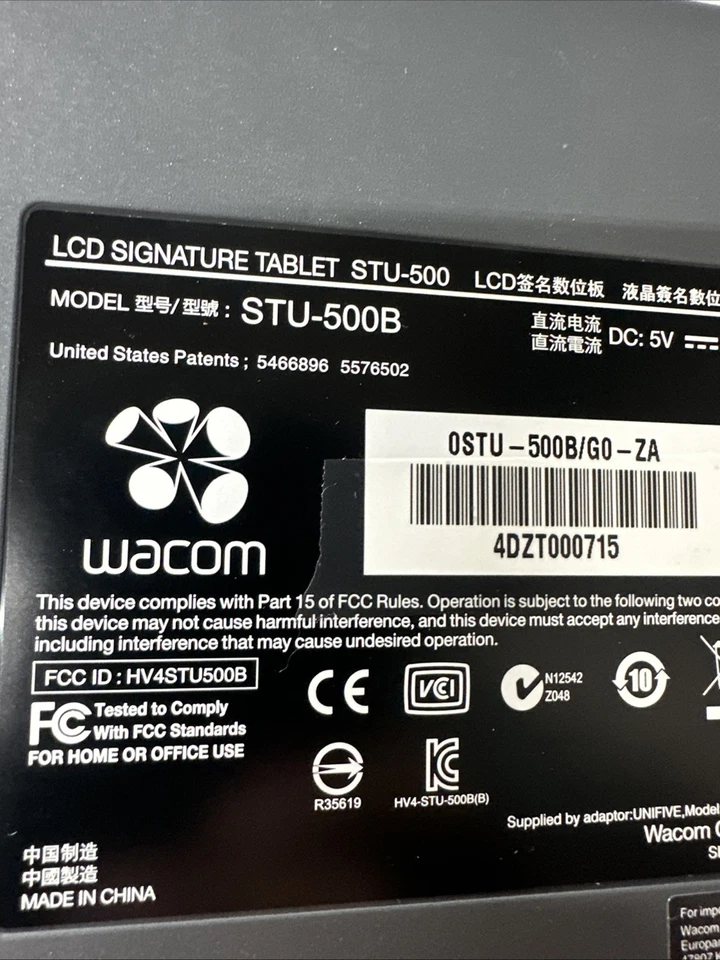 LCD SIGNATURE TABLET STU-500 LCD签名数位板 液晶簽名數位
MODEL 型号/型號 : STU-500B
直流电流
直流電流 DC: 5V
United States Patents ; 5466896 5576502
0STU-500B/G0-ZA
4DZT000715
wacom
This device complies with Part 15 of FCC Rules. Operation is subject to the following two co
this device may not cause harmful interference, and this device must accept any interference
including interference that may cause undesired operation.
FCC ID : HV4STU500B
FC Tested to Comply
With FCC Standards
FOR HOME OR OFFICE USE
CE
VCI
N12542
Z048
10
R35619
HV4-STU-500B(B)
Supplied by adaptor:UNIFIVE,Model
Wacom
中国制造
中國製造
MADE IN CHINA
For impo
Wacom
Europa